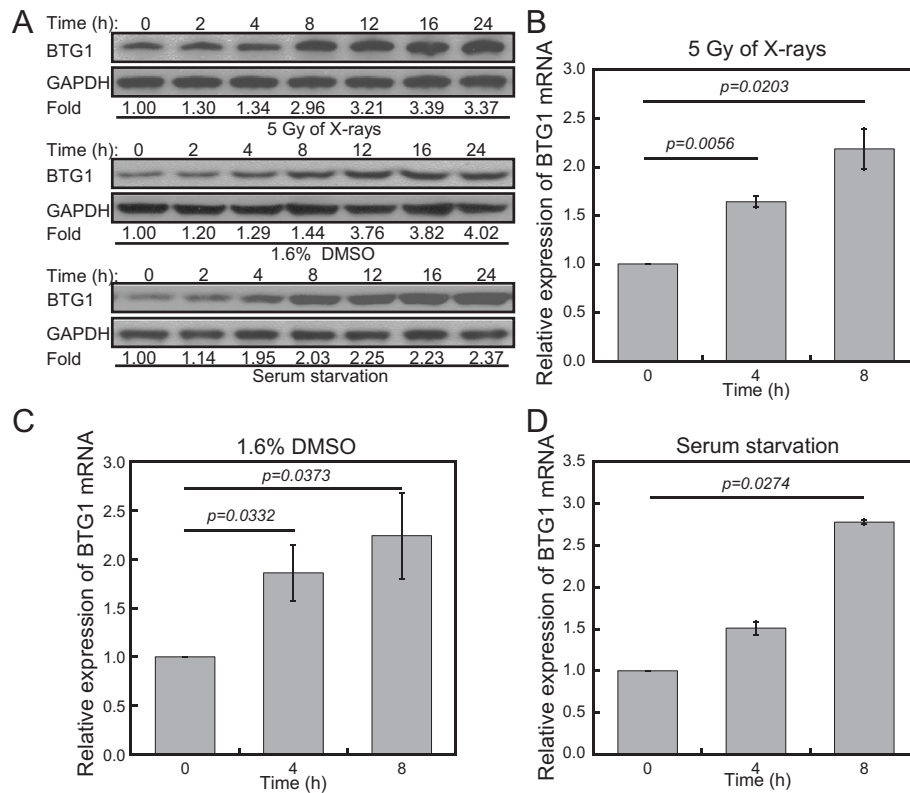 A
Time (h): 0 2 4 8 12 16 24
BTG1
GAPDH
Fold 1.00 1.30 1.34 2.96 3.21 3.39 3.37
5 Gy of X-rays
Time (h): 0 2 4 8 12 16 24
BTG1
GAPDH
Fold 1.00 1.20 1.29 1.44 3.76 3.82 4.02
1.6% DMSO
Time (h): 0 2 4 8 12 16 24
BTG1
GAPDH
Fold 1.00 1.14 1.95 2.03 2.25 2.23 2.37
Serum starvation
B
5 Gy of X-rays
Relative expression of BTG1 mRNA
3.0
2.5
2.0
1.5
1.0
0.5
0.0
p=0.0203
p=0.0056
0 4 8
Time (h)
C
1.6% DMSO
Relative expression of BTG1 mRNA
3.0
2.5
2.0
1.5
1.0
0.5
0.0
p=0.0373
p=0.0332
0 4 8
Time (h)
D
Serum starvation
Relative expression of BTG1 mRNA
3.5
3.0
2.5
2.0
1.5
1.0
0.5
0.0
p=0.0274
0 4 8
Time (h)